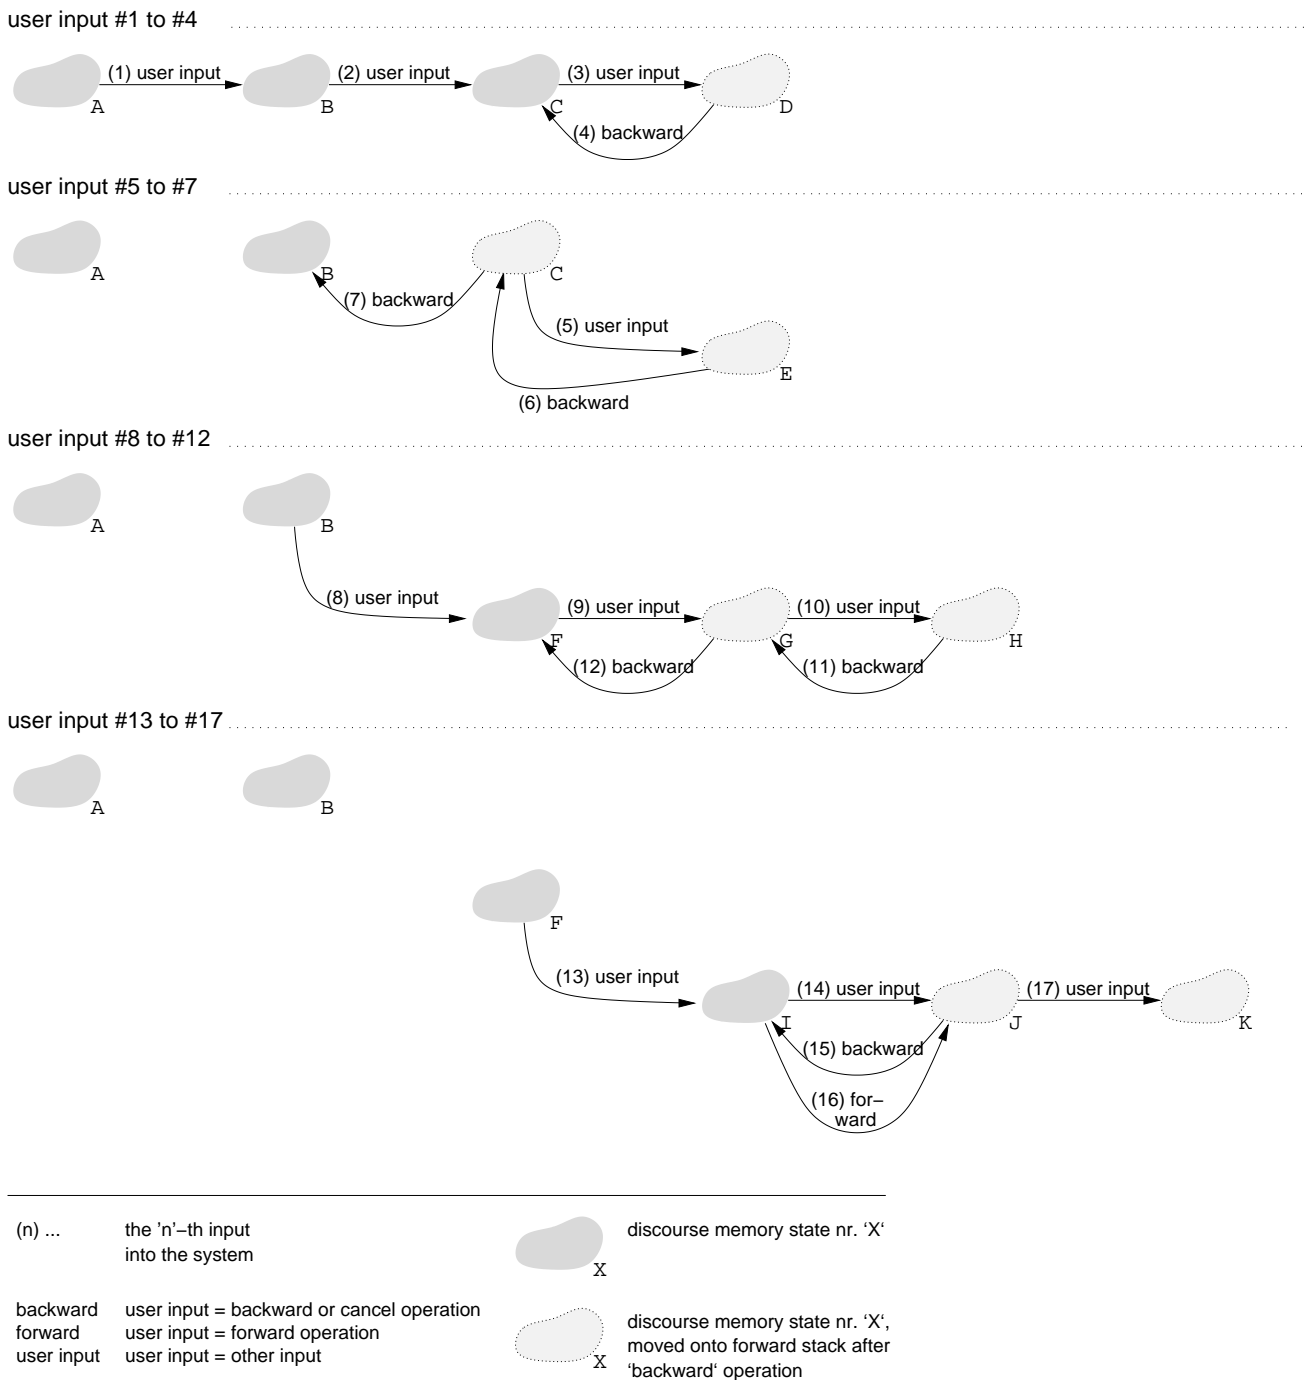 user input #1 to #4
(1) user input
(2) user input
(3) user input
A
B
C
D
(4) backward
user input #5 to #7
A
B
C
(7) backward
(5) user input
E
(6) backward
user input #8 to #12
A
B
(8) user input
(9) user input
(10) user input
F
G
H
(12) backward
(11) backward
user input #13 to #17
A
B
F
(13) user input
(14) user input
(17) user input
I
J
K
(15) backward
(16) for–
ward
(n) ... the 'n'–th input
into the system
discourse memory state nr. ‘X‘
X
backward user input = backward or cancel operation
forward user input = forward operation
user input user input = other input
discourse memory state nr. ‘X‘,
moved onto forward stack after
‘backward‘ operation
X